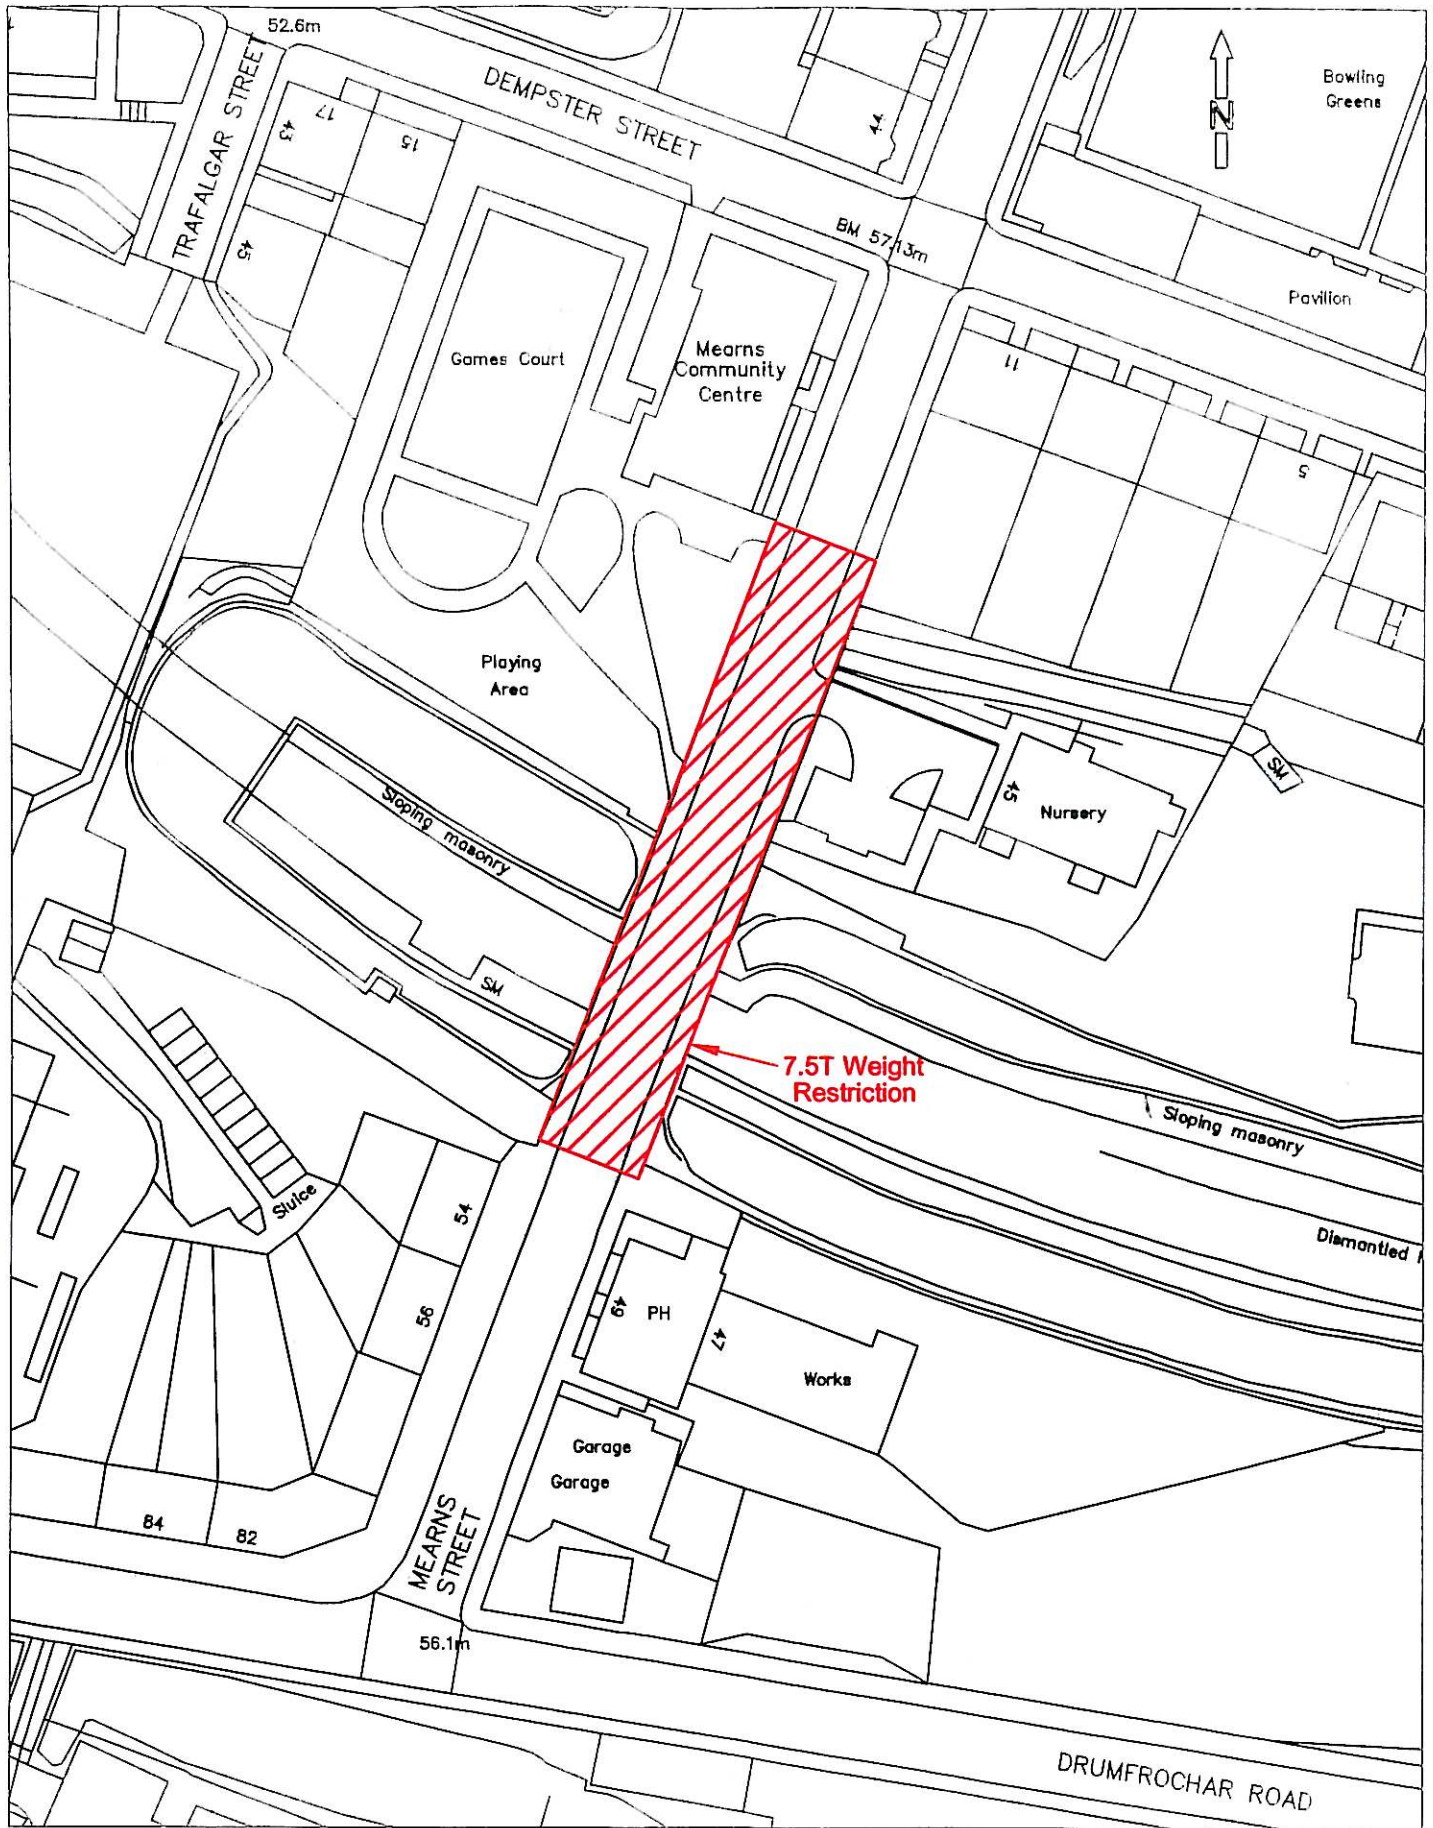 52.6m
TRAFALGAR STREET
DEMPSTER STREET
Bowling
Greens
N
44
17
43
15
45
BM 57.13m
Pavilion
Games Court
Mearns
Community
Centre
11
5
Playing
Area
SM
45
Nursery
Sloping masonry
SM
7.5T Weight
Restriction
Sloping masonry
Sluice
54
Dismantled
56
49
PH
47
Works
Garage
Garage
84
82
MEARNS
STREET
56.1m
DRUMFROCHAR ROAD